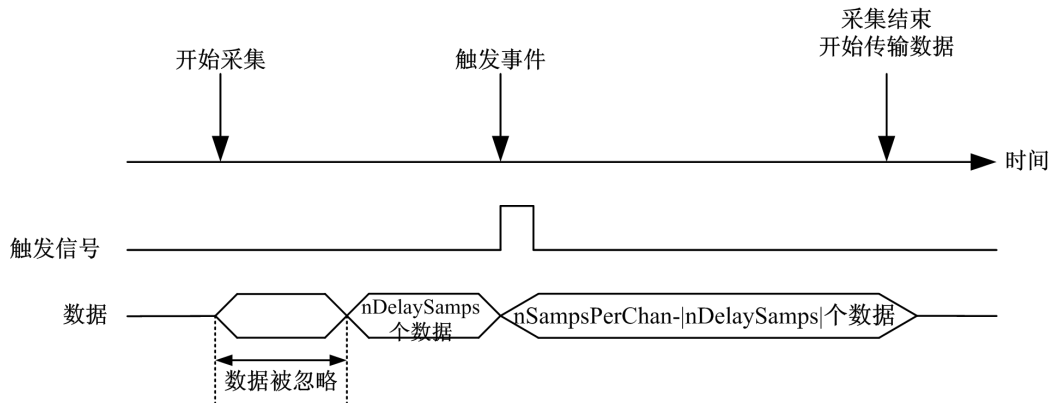 采集结束
开始传输数据
开始采集
触发事件
时间
触发信号
数据
nDelaySamps
个数据
nSampsPerChan-|nDelaySamps|个数据
数据被忽略